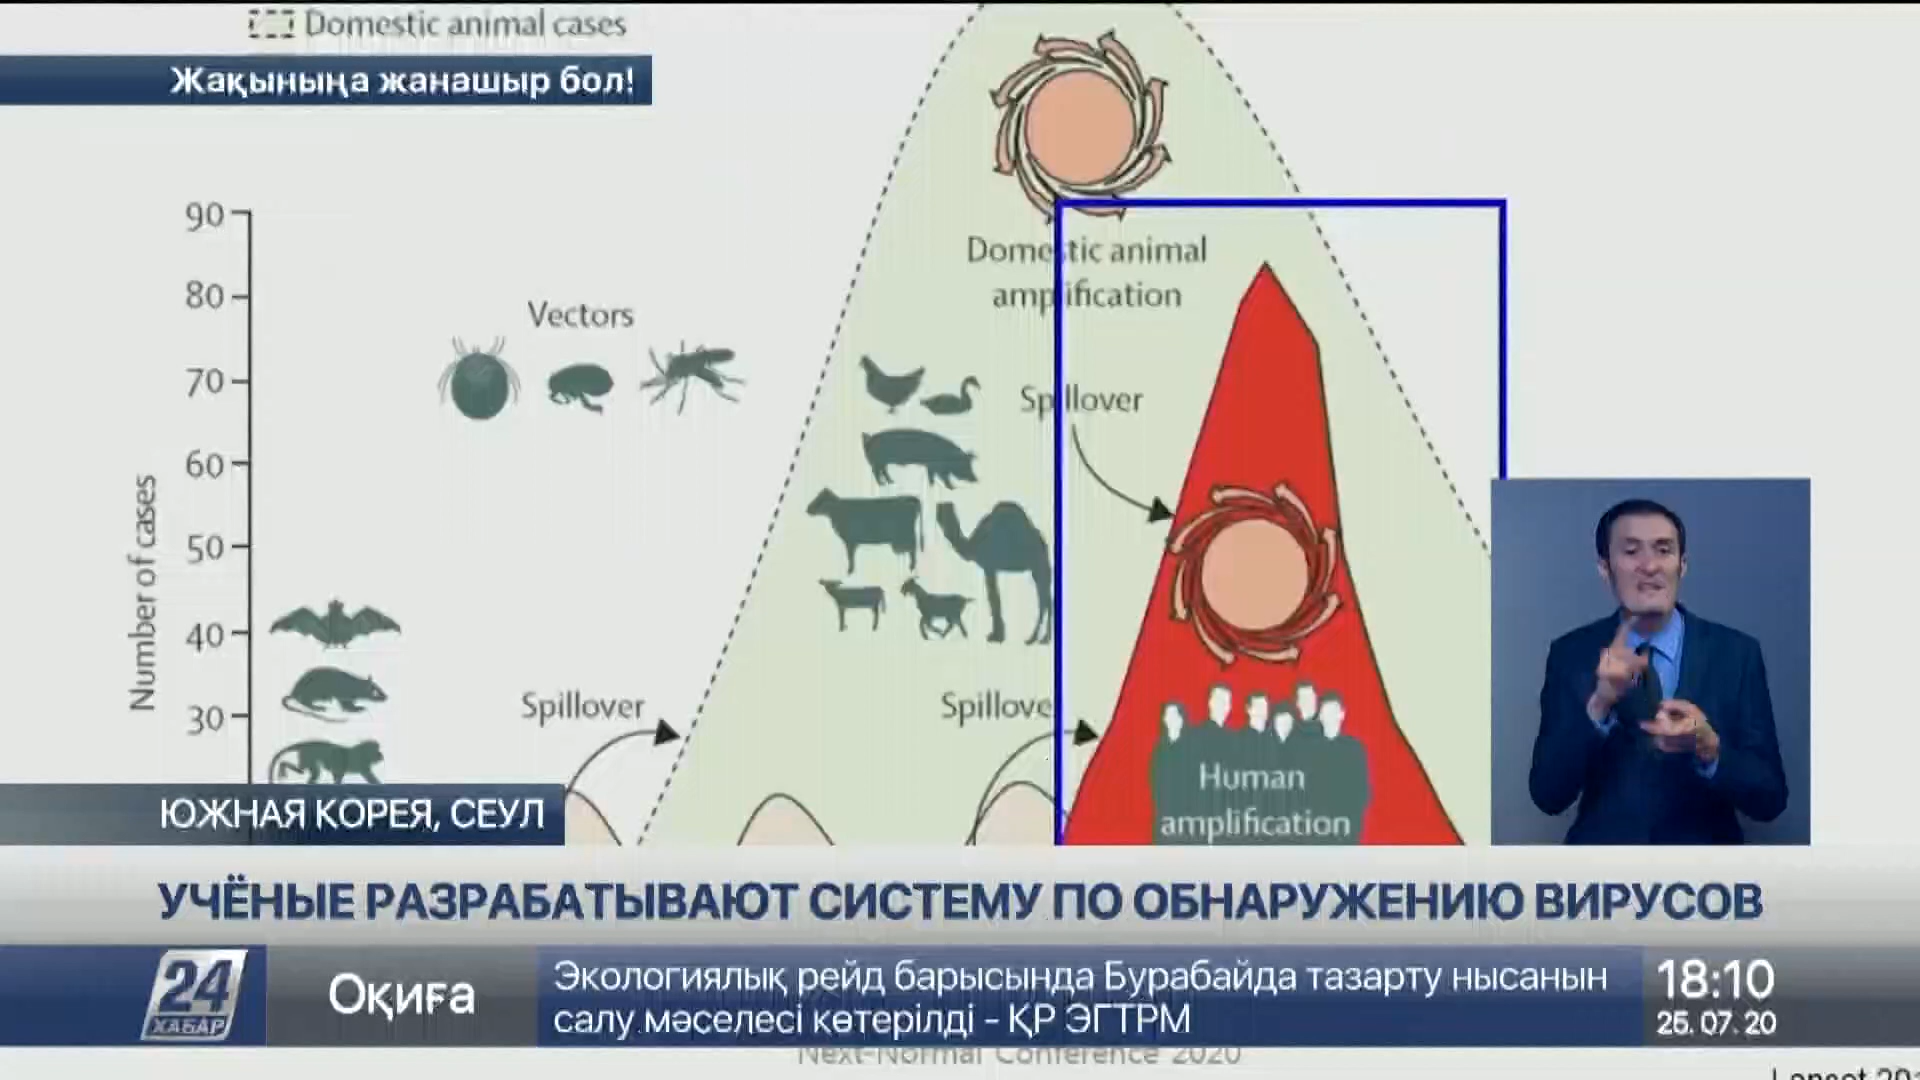 Domestic animal cases
Жақыныңа жанашыр бол!
90
80
70
60
50
40
30
Number of cases
Vectors
Domestic animal
amplification
Spillover
Spillover
Spillove
Human
amplification
ЮЖНАЯ КОРЕЯ, СЕУЛ
УЧЁНЫЕ РАЗРАБАТЫВАЮТ СИСТЕМУ ПО ОБНАРУЖЕНИЮ ВИРУСОВ
24
ХАБАР
Оқиға
Экологиялық рейд барысында Бурабайда тазарту нысанын
салу мәселесі көтерілді - ҚР ЭГТРМ
18:10
25. 07. 20
Next-Normal Conference 2020